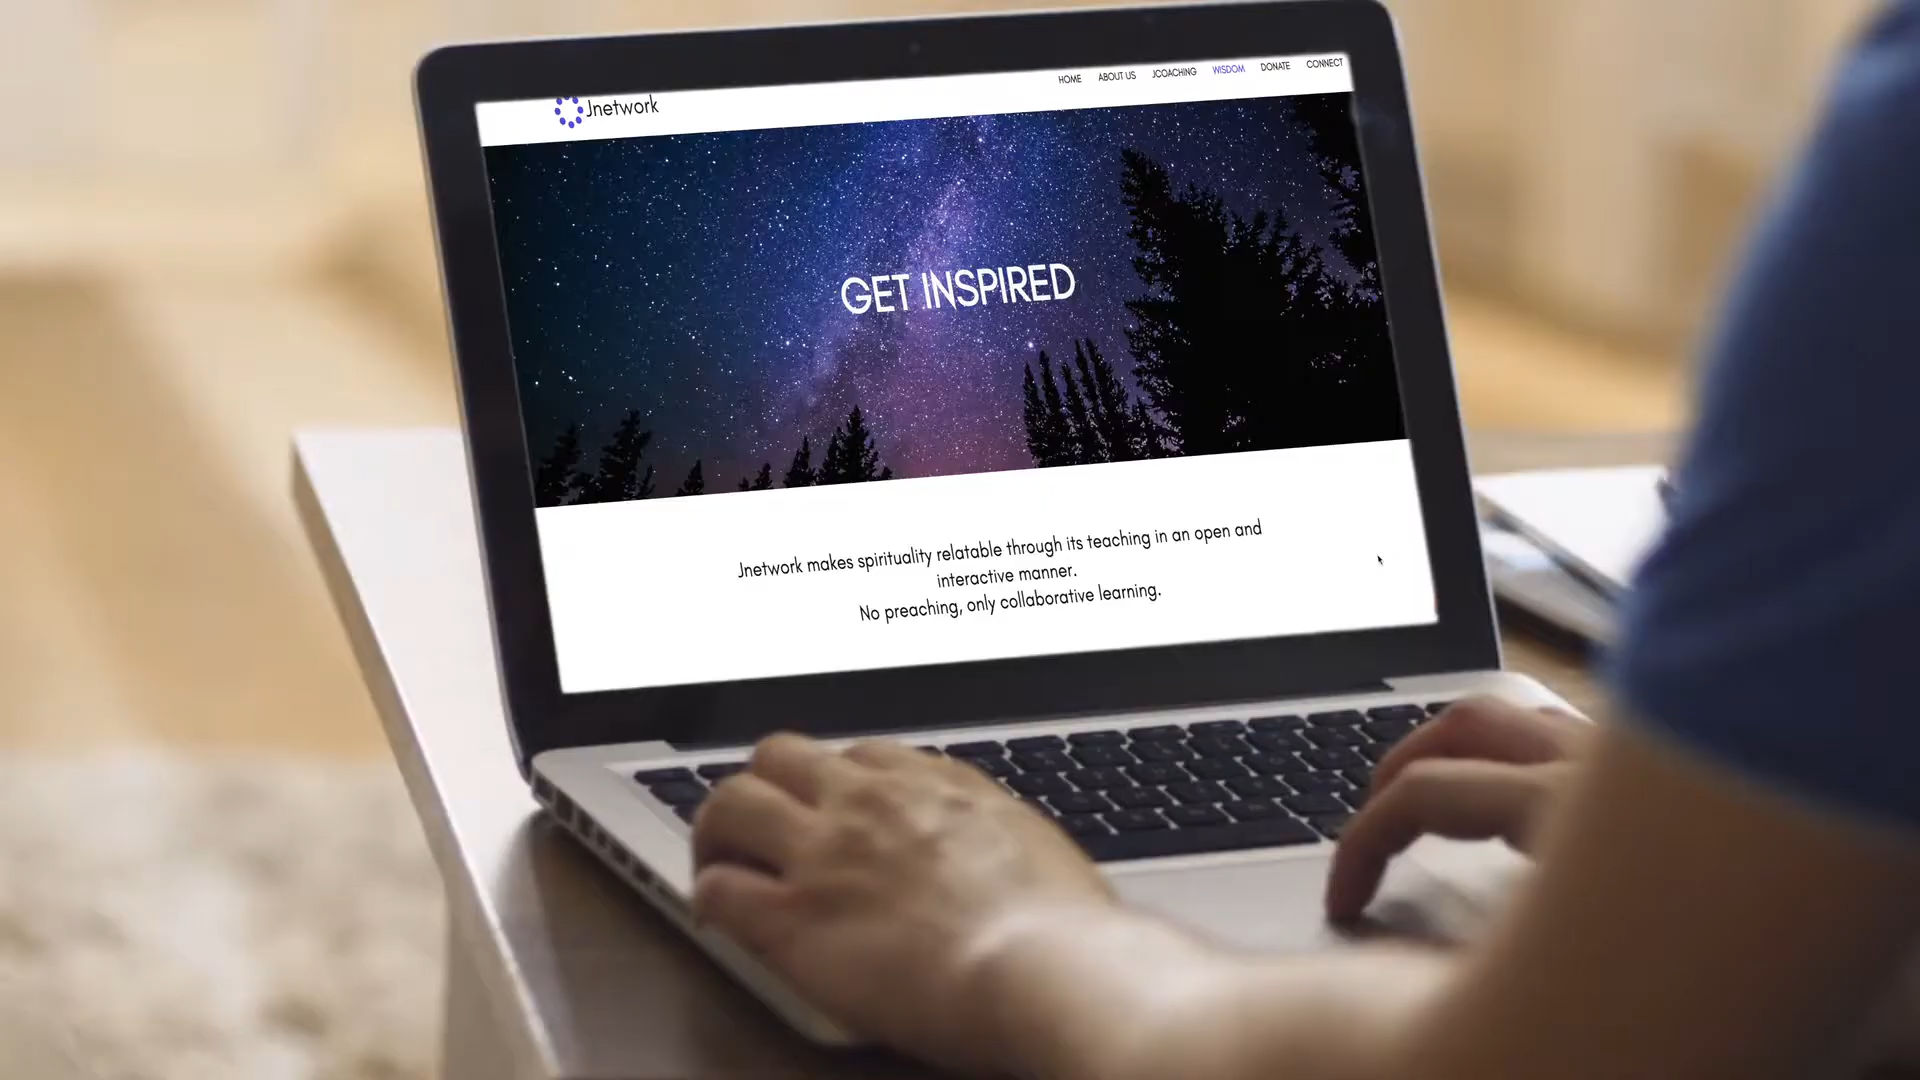 Jnetwork
HOME ABOUT US JCOACHING WISDOM DONATE CONNECT
GET INSPIRED
Jnetwork makes spirituality relatable through its teaching in an open and
interactive manner.
No preaching, only collaborative learning.